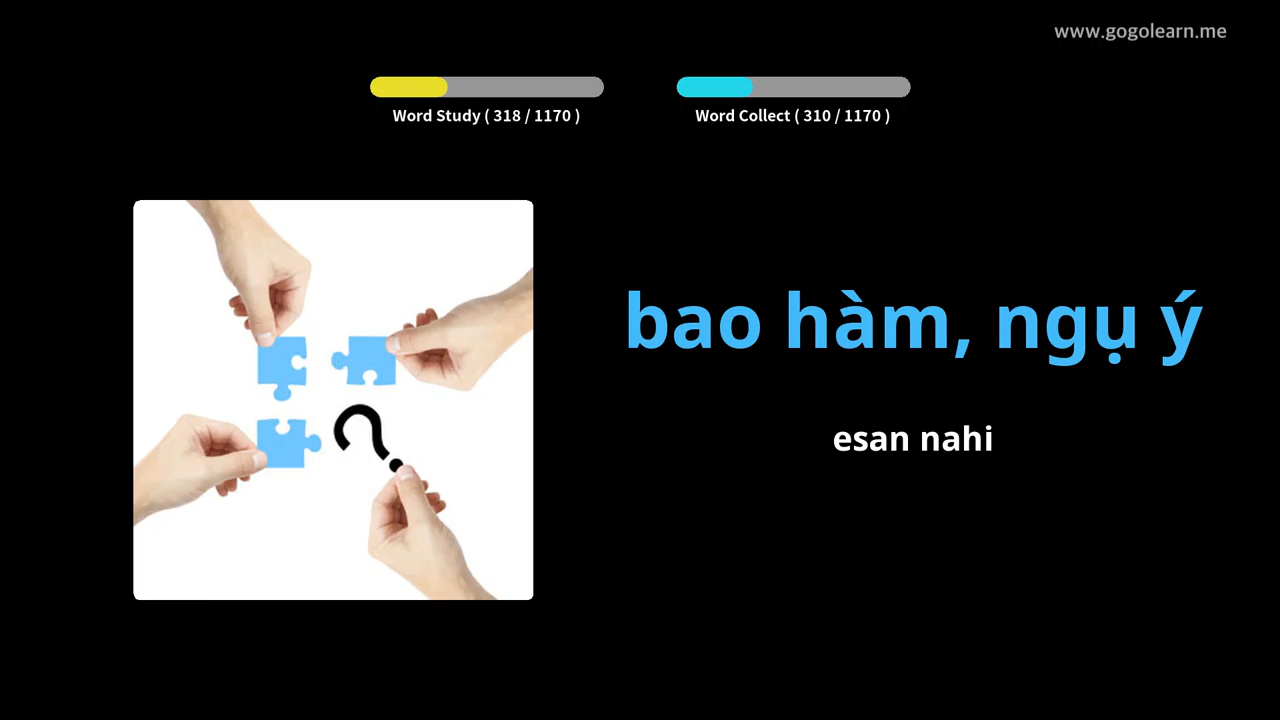 www.gogolearn.me
Word Study ( 318 / 1170 )
Word Collect ( 310 / 1170 )
bao hàm, ngụ ý
esan nahi